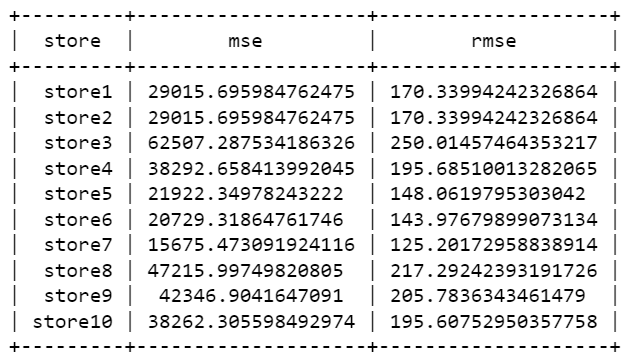 +---------+---------------------+---------------------+
|  store  |         mse         |         rmse        |
+---------+---------------------+---------------------+
|  store1 | 29015.695984762475 | 170.33994242326864 |
|  store2 | 29015.695984762475 | 170.33994242326864 |
|  store3 | 62507.287534186326 | 250.01457464353217 |
|  store4 | 38292.658413992045 | 195.68510013282065 |
|  store5 | 21922.34978243222  | 148.0619795303042  |
|  store6 | 20729.31864761746  | 143.97679899073134 |
|  store7 | 15675.473091924116 | 125.20172958838914 |
|  store8 | 47215.99749820805  | 217.29242393191726 |
|  store9 |  42346.9041647091  | 205.7836343461479  |
| store10 | 38262.305598492974 | 195.60752950357758 |
+---------+---------------------+---------------------+